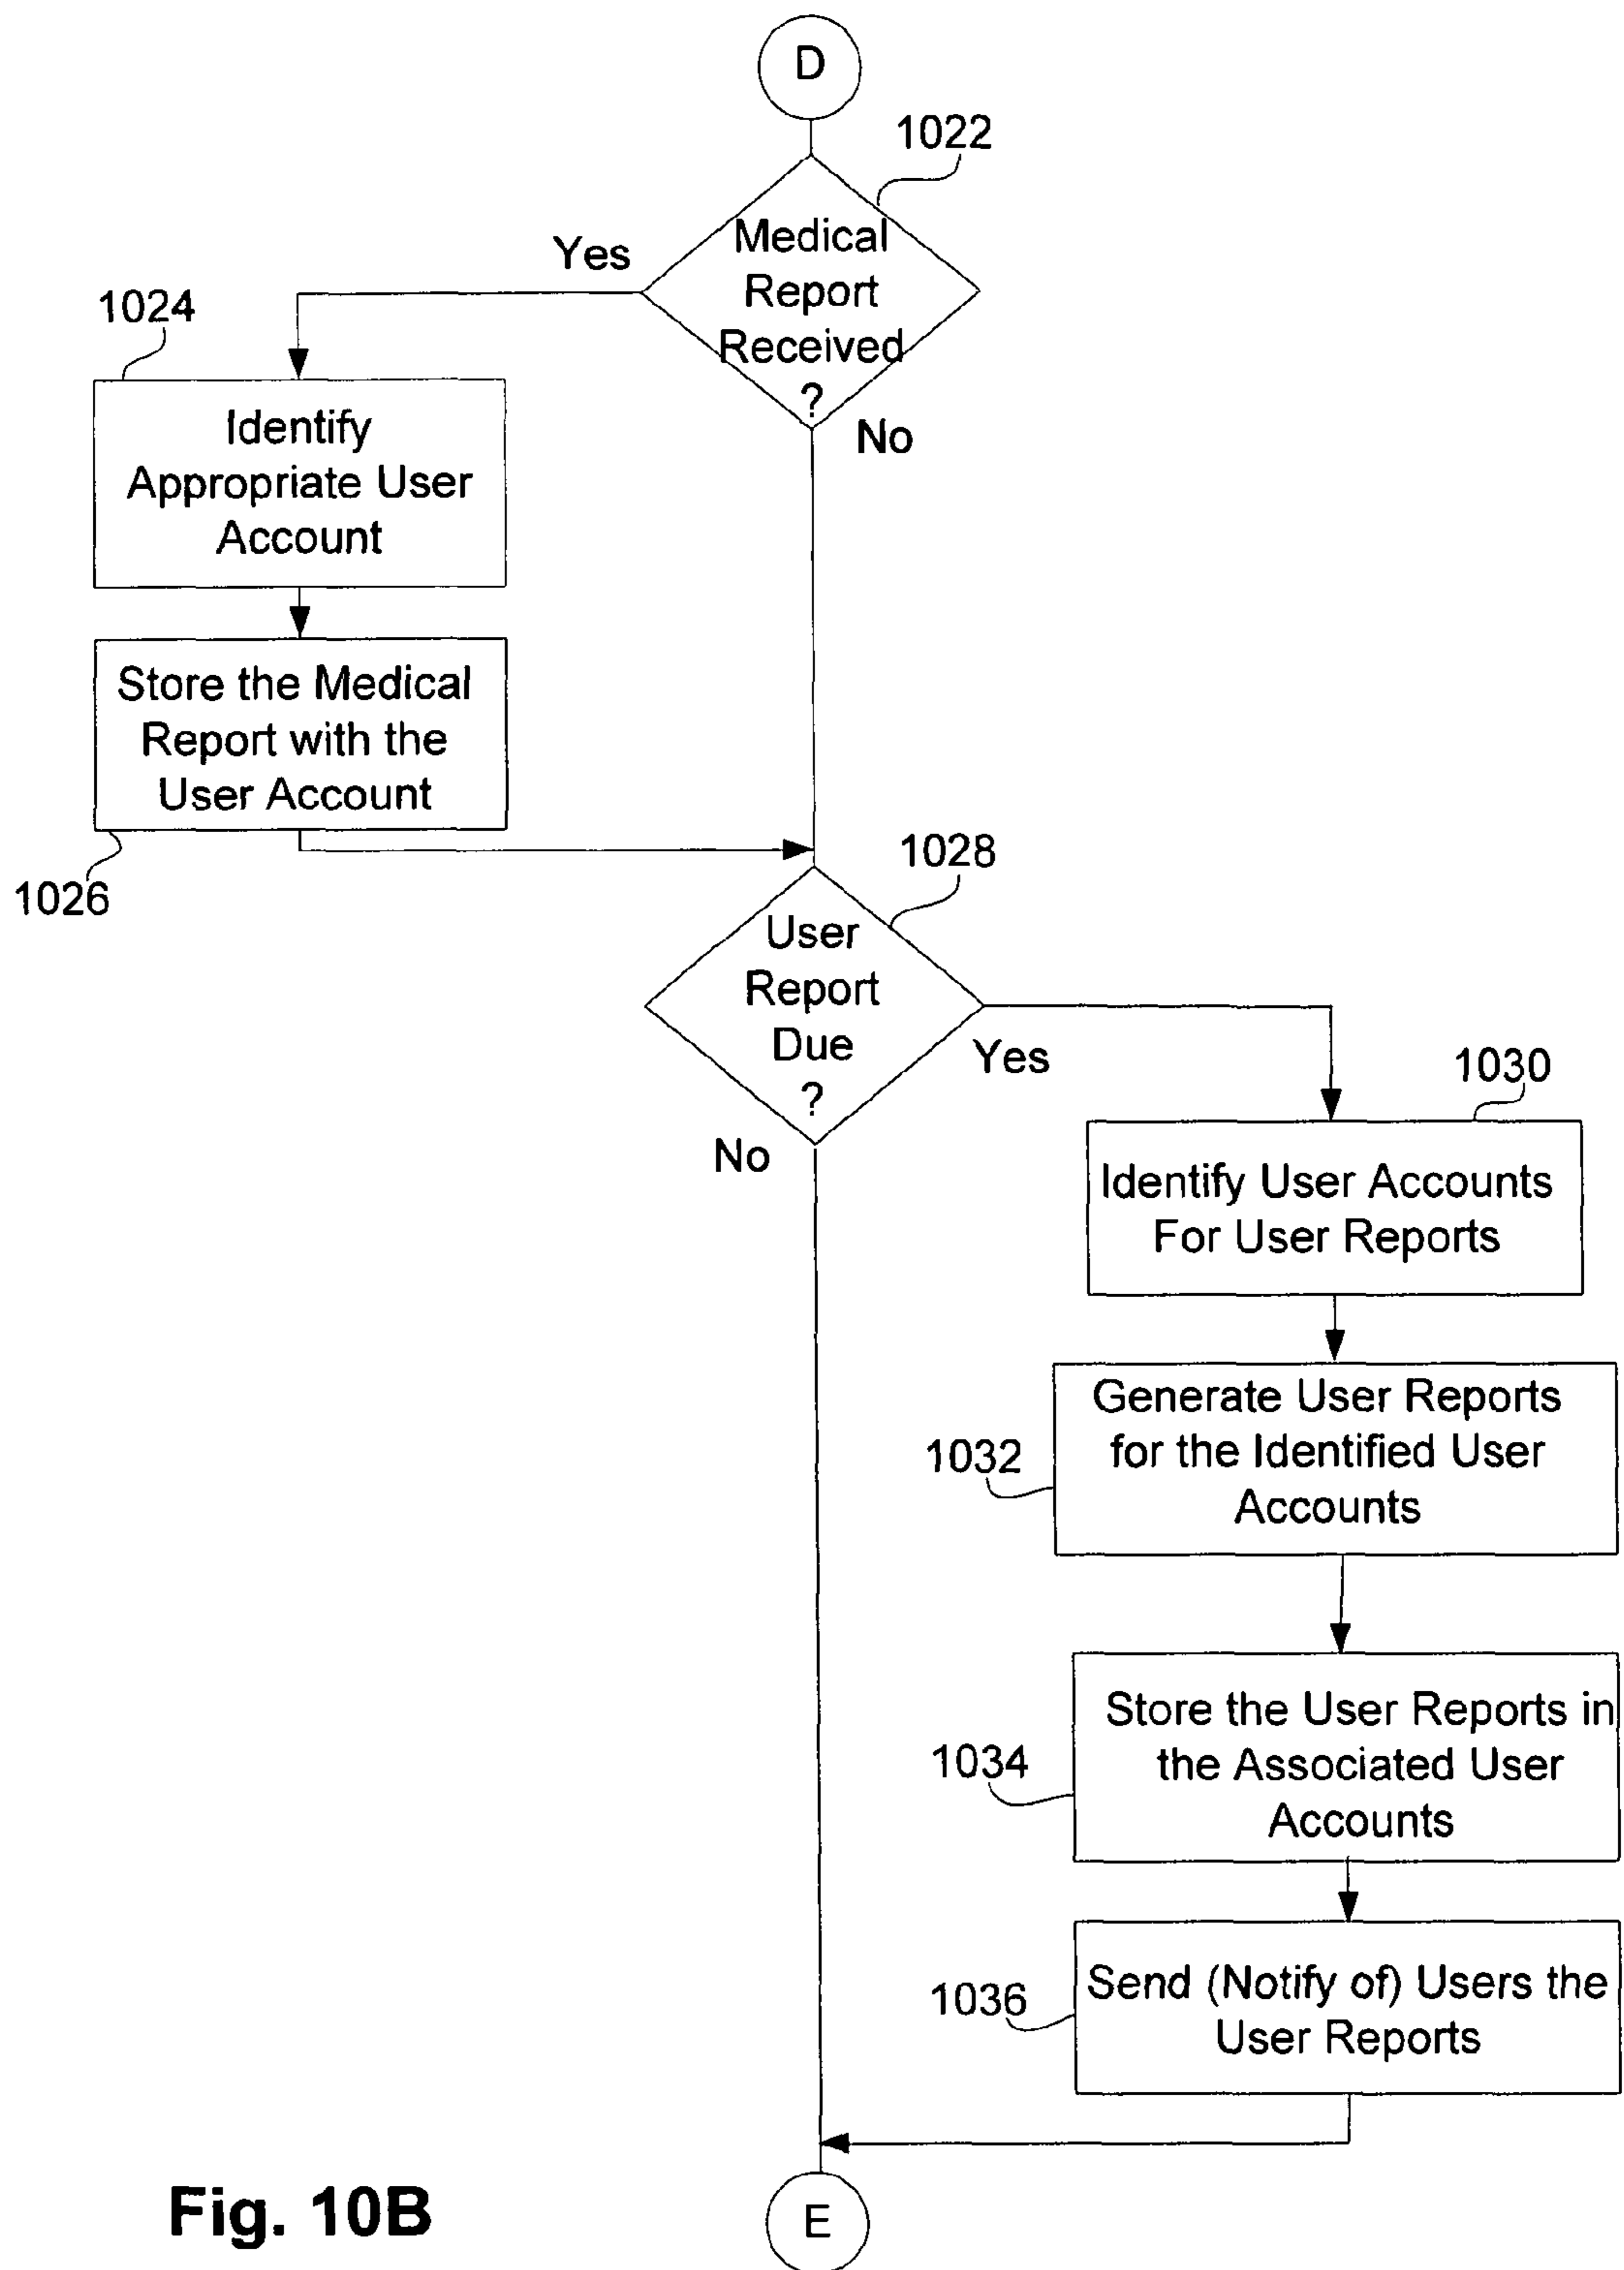 D
1022
Medical
Report
Received
?
Yes
No
1024
Identify
Appropriate User
Account
Store the Medical
Report with the
User Account
1026
1028
User
Report
Due
?
Yes
No
1030
Identify User Accounts
For User Reports
1032
Generate User Reports
for the Identified User
Accounts
1034
Store the User Reports in
the Associated User
Accounts
1036
Send (Notify of) Users the
User Reports
E
Fig. 10B